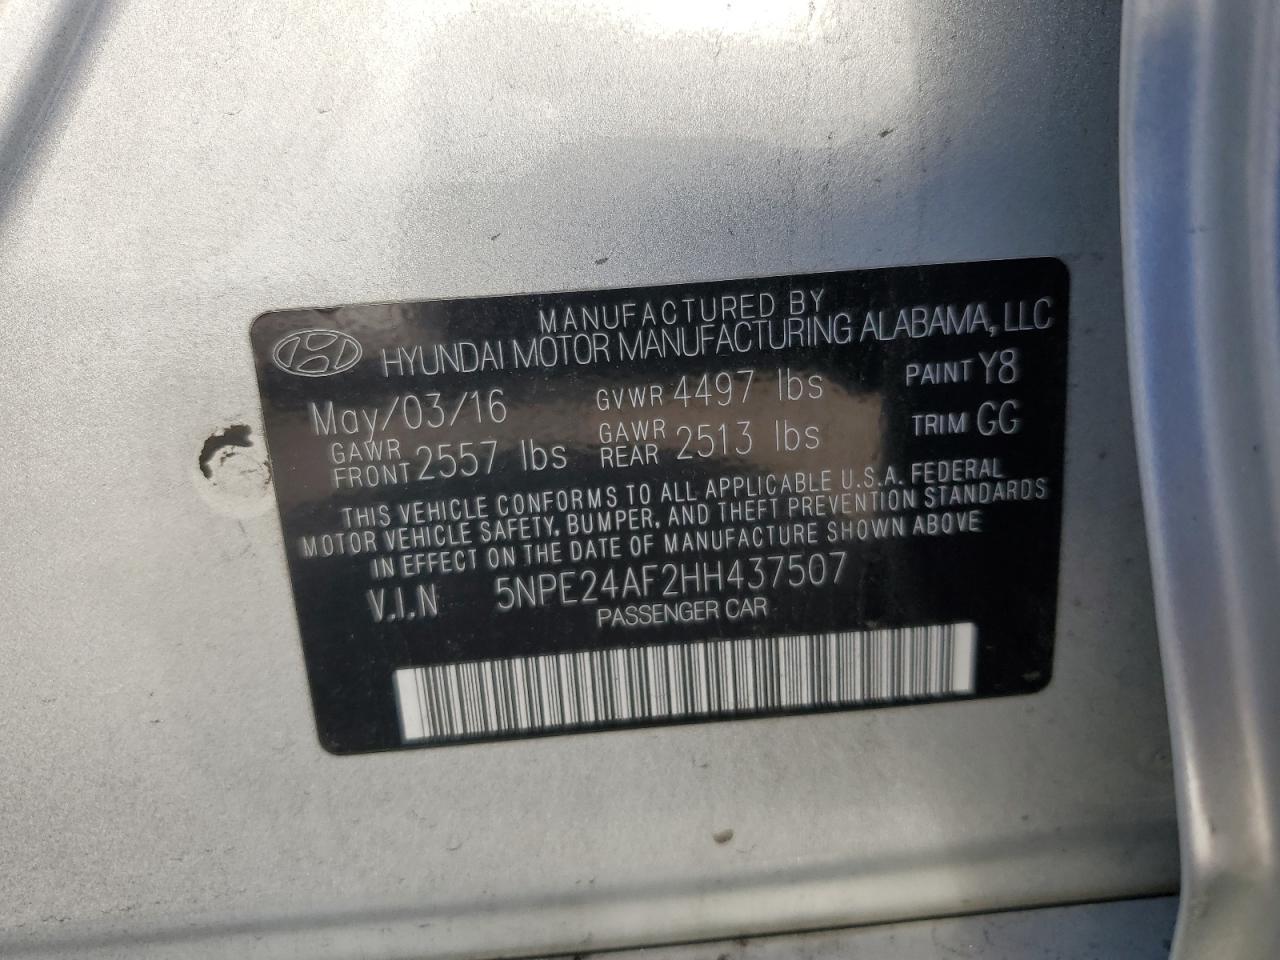 MANUFACTURED BY
HYUNDAI MOTOR MANUFACTURING ALABAMA, LLC
May/03/16 GVWR 4497 lbs PAINT Y8
GAWR FRONT 2557 lbs GAWR REAR 2513 lbs TRIM GG
THIS VEHICLE CONFORMS TO ALL APPLICABLE U.S.A. FEDERAL
MOTOR VEHICLE SAFETY, BUMPER, AND THEFT PREVENTION STANDARDS
IN EFFECT ON THE DATE OF MANUFACTURE SHOWN ABOVE
V.I.N 5NPE24AF2HH437507
PASSENGER CAR